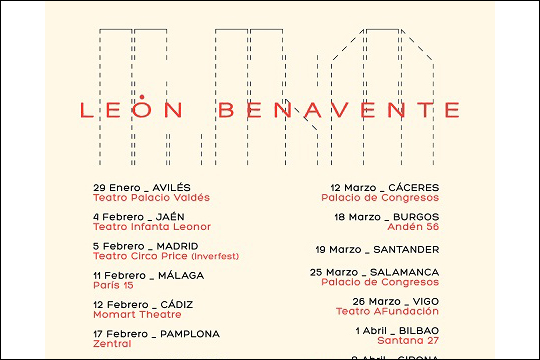 LEÓN BENAVENTE
29 Enero _ AVILÉS
Teatro Palacio Valdés
4 Febrero _ JAÉN
Teatro Infanta Leonor
5 Febrero _ MADRID
Teatro Circo Price (Inverfest)
11 Febrero _ MÁLAGA
París 15
12 Febrero _ CÁDIZ
Momart Theatre
17 Febrero _ PAMPLONA
Zentral
12 Marzo _ CÁCERES
Palacio de Congresos
18 Marzo _ BURGOS
Andén 56
19 Marzo _ SANTANDER
25 Marzo _ SALAMANCA
Palacio de Congresos
26 Marzo _ VIGO
Teatro AFundación
1 Abril _ BILBAO
Santana 27